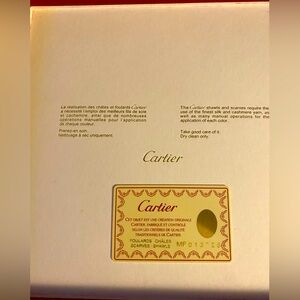 La réalisation des châles et foulards Cartier
a nécessité l'emploi des meilleurs fils de soie
et cachemire, ainsi que de nombreuses
opérations manuelles pour l'application
de chaque couleur.
Prenez-en soin.
Nettoyage à sec uniquement.
The Cartier shawls and scarves require the
use of the finest silk and cashmere yarn, as
well as many manual operations for the
application of each color.
Take good care of it.
Dry clean only.
Cartier
Cartier
CET OBJET EST UNE CRÉATION ORIGINALE
CARTIER, FABRIQUÉ ET CONTRÔLÉ
SELON LES CRITÈRES DE QUALITÉ
TRADITIONNELS DE CARTIER.
FOULARDS - CHÂLES
SCARVES - SHAWLS